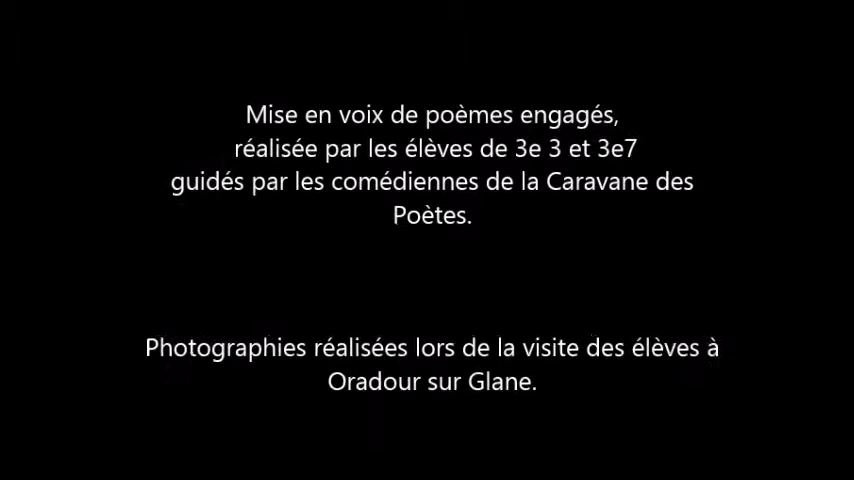 Mise en voix de poèmes engagés,
réalisée par les élèves de 3e 3 et 3e7
guidés par les comédiennes de la Caravane des
Poètes.
Photographies réalisées lors de la visite des élèves à
Oradour sur Glane.